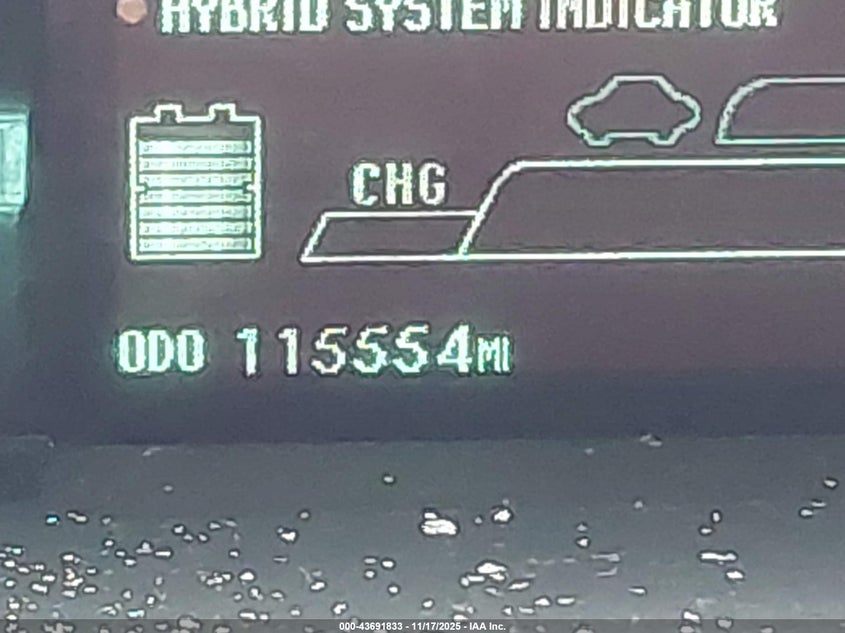 HYBRID SYSTEM INDICATOR
CHG
ODO 115554MI
000-43691833 - 11/17/2025 - IAA Inc.